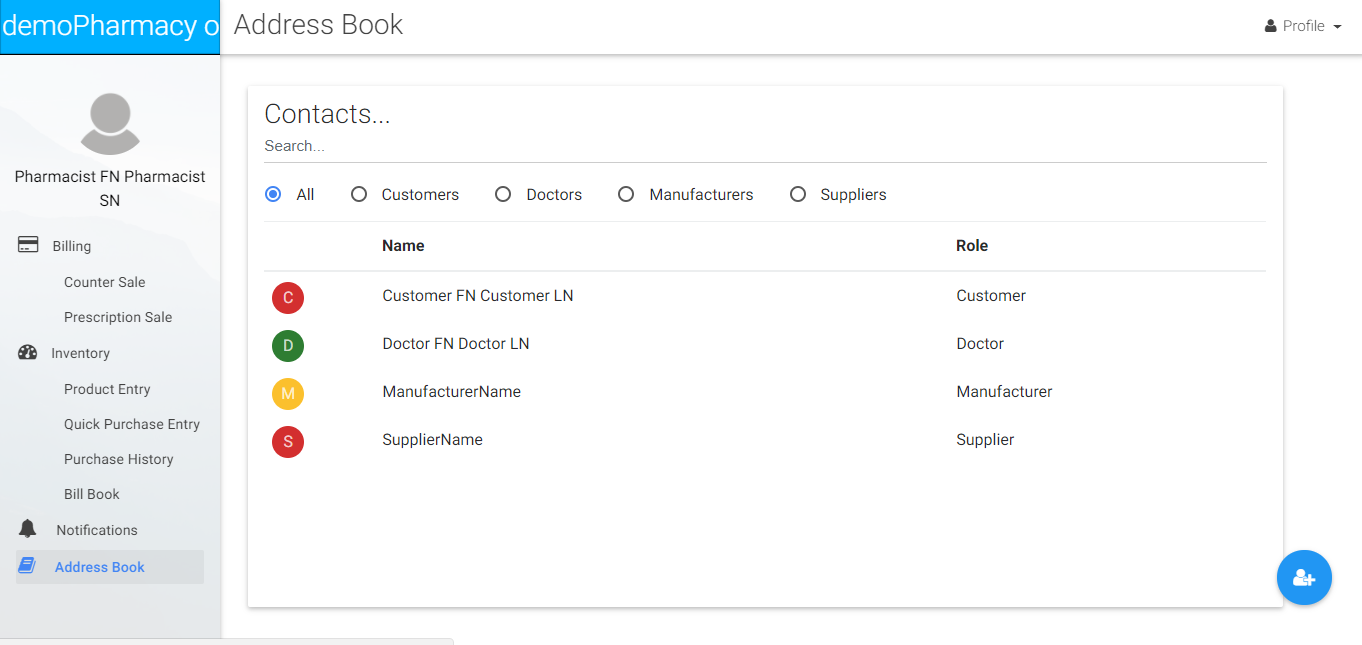 demoPharmacy o
Address Book
Profile
Pharmacist FN Pharmacist
SN
Billing
Counter Sale
Prescription Sale
Inventory
Product Entry
Quick Purchase Entry
Purchase History
Bill Book
Notifications
Address Book
Contacts...
Search...
All Customers Doctors Manufacturers Suppliers
Name Role
C Customer FN Customer LN Customer
D Doctor FN Doctor LN Doctor
M ManufacturerName Manufacturer
S SupplierName Supplier